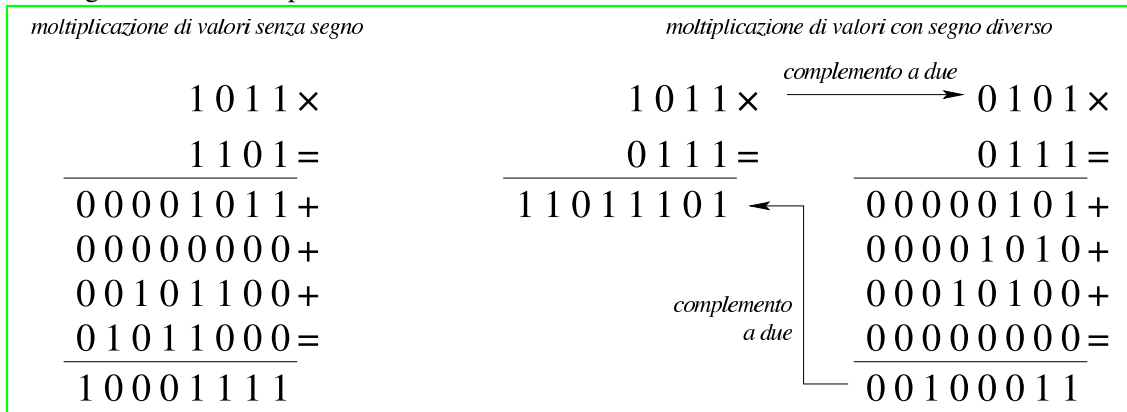 moltiplicazione di valori senza segno
1 0 1 1 ×
1 1 0 1 =
0 0 0 0 1 0 1 1 +
0 0 0 0 0 0 0 0 +
0 0 1 0 1 1 0 0 +
0 1 0 1 1 0 0 0 =
1 0 0 0 1 1 1 1
moltiplicazione di valori con segno diverso
1 0 1 1 ×
0 1 1 1 =
1 1 0 1 1 1 0 1
complemento a due
0 1 0 1 ×
0 1 1 1 =
0 0 0 0 0 1 0 1 +
0 0 0 0 1 0 1 0 +
0 0 0 1 0 1 0 0 +
0 0 0 0 0 0 0 0 =
0 0 1 0 0 0 1 1
complemento
a due